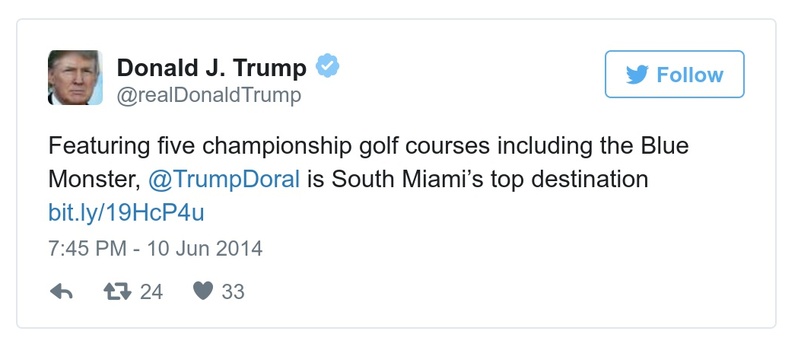 Donald J. Trump
@realDonaldTrump
Follow
Featuring five championship golf courses including the Blue
Monster, @TrumpDoral is South Miami’s top destination
bit.ly/19HcP4u
7:45 PM - 10 Jun 2014
24 33